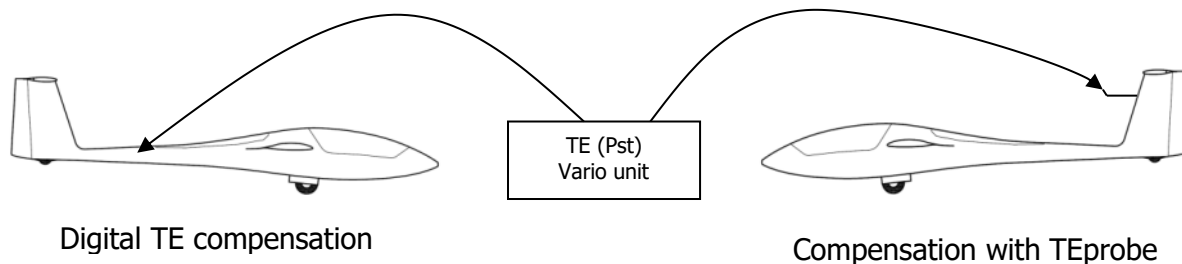 TE (Pst)
Vario unit
Digital TE compensation
Compensation with TEprobe